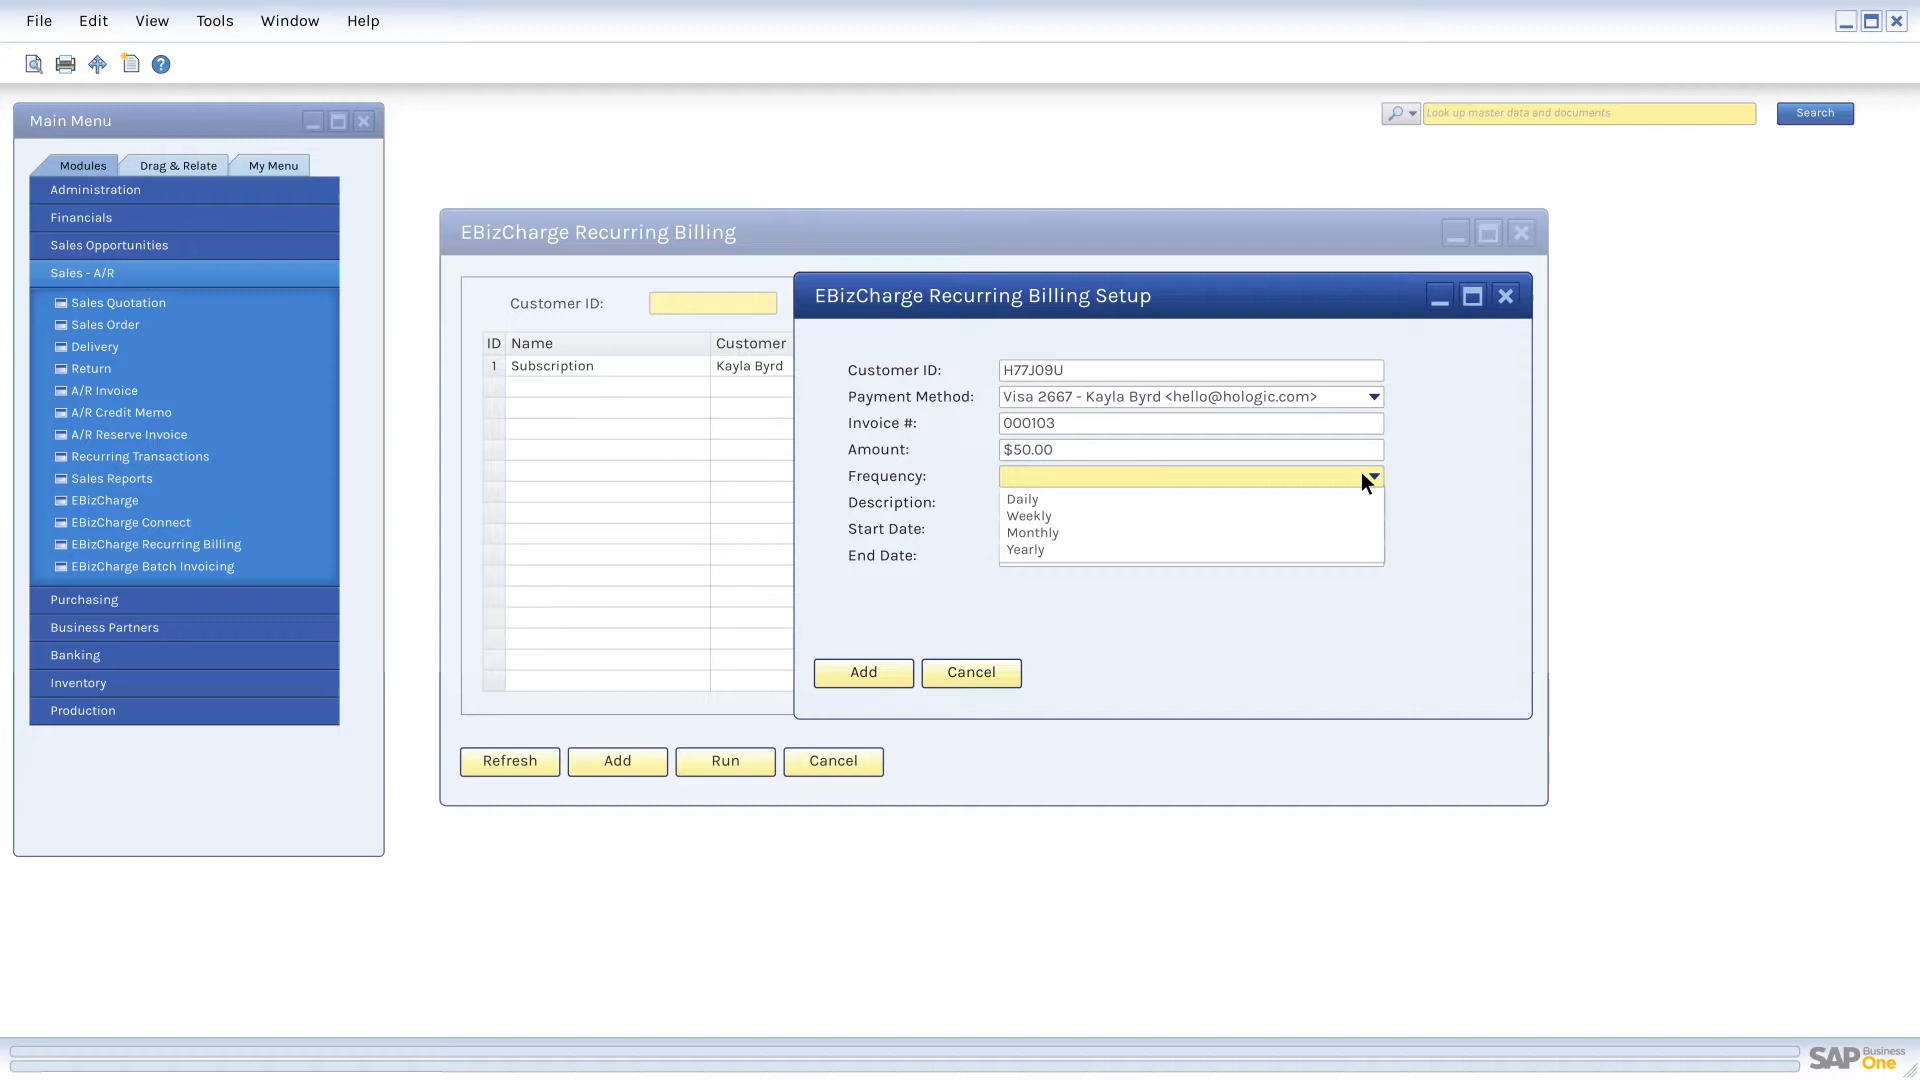 File Edit View Tools Window Help
Look up master data and documents Search
Main Menu
Modules Drag & Relate My Menu
Administration
Financials
Sales Opportunities
Sales - A/R
Sales Quotation
Sales Order
Delivery
Return
A/R Invoice
A/R Credit Memo
A/R Reserve Invoice
Recurring Transactions
Sales Reports
EBizCharge
EBizCharge Connect
EBizCharge Recurring Billing
EBizCharge Batch Invoicing
Purchasing
Business Partners
Banking
Inventory
Production
EBizCharge Recurring Billing
Customer ID:
ID Name Customer
1 Subscription Kayla Byrd
Refresh Add Run Cancel
EBizCharge Recurring Billing Setup
Customer ID: H77J09U
Payment Method: Visa 2667 - Kayla Byrd <hello@hologic.com>
Invoice #: 000103
Amount: $50.00
Frequency:
Daily
Description:
Weekly
Start Date:
Monthly
End Date:
Yearly
Add Cancel
SAP Business One